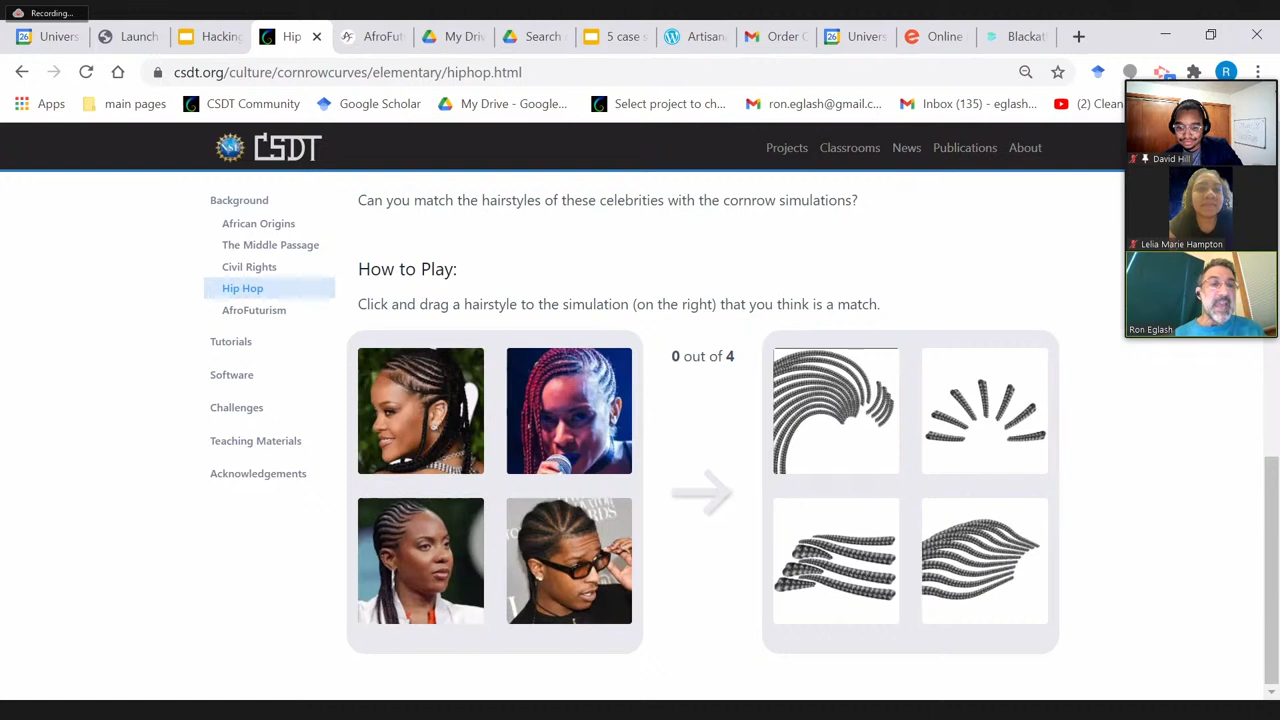 Recording...
Univers
Launch
Hacking
Hip
AfroFut
My Driv
Search
5 case s
Artisana
Order C
Univers
Online
Blackat
csdt.org/culture/cornrowcurves/elementary/hiphop.html
R
Apps
main pages
CSDT Community
Google Scholar
My Drive - Google...
Select project to ch...
ron.eglash@gmail.c...
Inbox (135) - eglash...
(2) Clean
CSDT
Projects
Classrooms
News
Publications
About
David Hill
Lelia Marie Hampton
Ron Eglash
Background
African Origins
The Middle Passage
Civil Rights
Hip Hop
AfroFuturism
Tutorials
Software
Challenges
Teaching Materials
Acknowledgements
Can you match the hairstyles of these celebrities with the cornrow simulations?
How to Play:
Click and drag a hairstyle to the simulation (on the right) that you think is a match.
0 out of 4